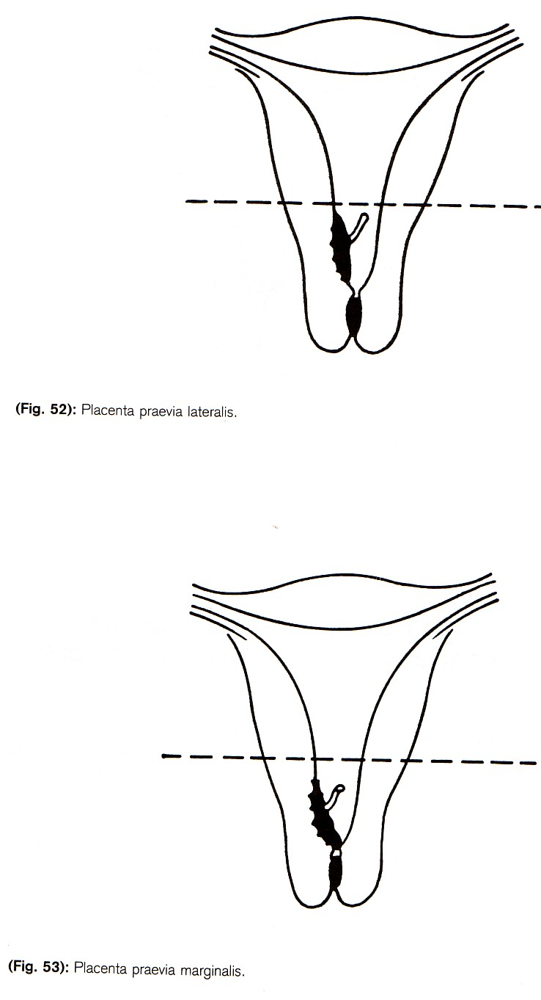 (Fig. 52): Placenta praevia lateralis.
(Fig. 53): Placenta praevia marginalis.